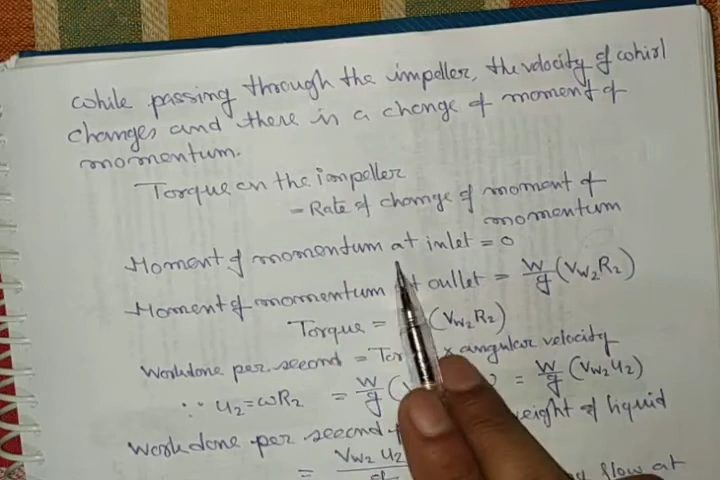 while passing through the impeller, the velocity of whirl
changes and there is a change of moment of
momentum.
Torque on the impeller
= Rate of change of moment of
momentum
Moment of momentum at inlet = 0
Moment of momentum at outlet = W/g (Vw2 R2)
Torque = (Vw2 R2)
Workdone per second = Tor x angular velocity
∵ u2 = ωR2 = W/g ( = W/g (Vw2 u2)
Workdone per second weight of liquid
= Vw2 u2
flow at